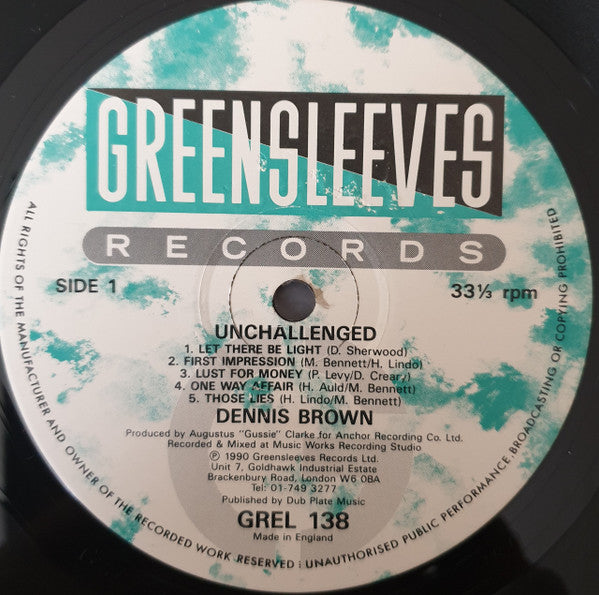 GREENSLEEVES
RECORDS
SIDE 1
33⅓ rpm
UNCHALLENGED
1. LET THERE BE LIGHT (D. Sherwood)
2. FIRST IMPRESSION (M. Bennett/H. Lindo)
3. LUST FOR MONEY (P. Levy/D. Creary)
4. ONE WAY AFFAIR (H. Auld/M. Bennett)
5. THOSE LIES (H. Lindo/M. Bennett)
DENNIS BROWN
Produced by Augustus "Gussie" Clarke for Anchor Recording Co. Ltd.
Recorded & Mixed at Music Works Recording Studio
℗ 1990 Greensleeves Records Ltd.
Unit 7, Goldhawk Industrial Estate
Brackenbury Road, London W6 0BA
Tel: 01-749 3277
Published by Dub Plate Music
GREL 138
Made in England
ALL RIGHTS OF THE MANUFACTURER AND OWNER OF THE RECORDED WORK RESERVED : UNAUTHORISED PUBLIC PERFORMANCE. BROADCASTING OR COPYING PROHIBITED